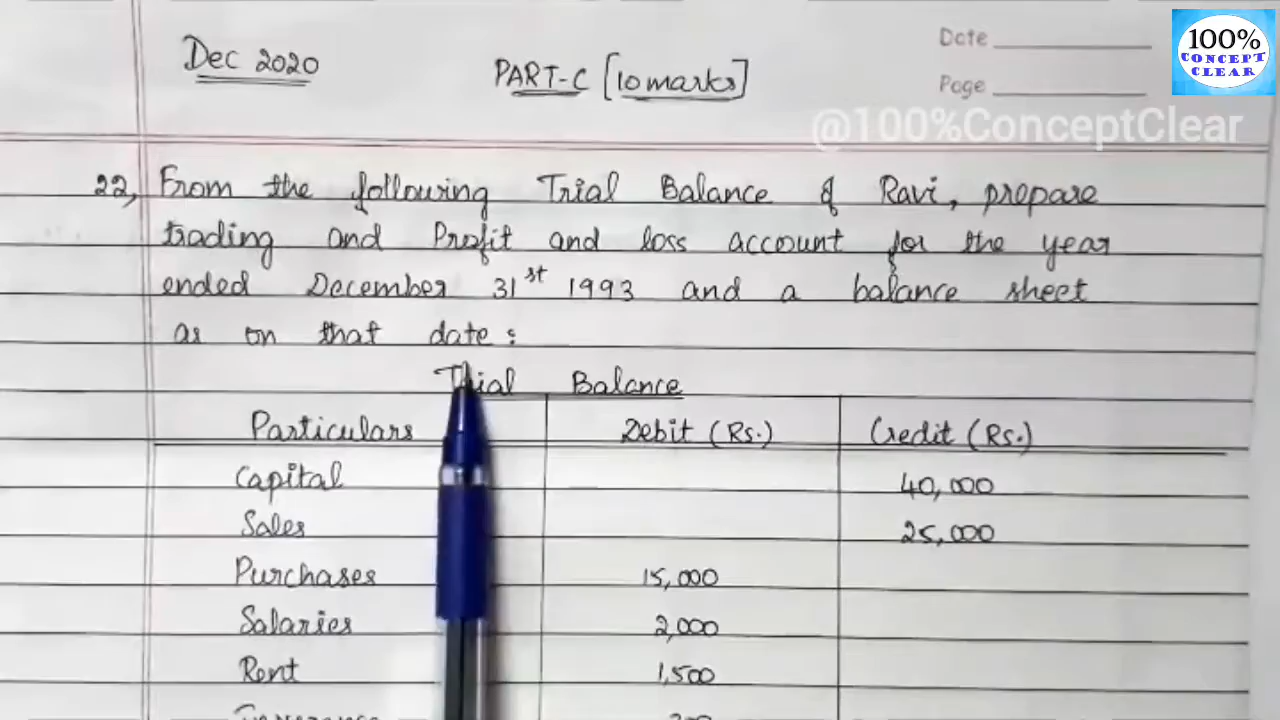 Dec 2020
PART-C [10 marks]
Date
Page
100%
CONCEPT
CLEAR
@100%ConceptClear
22, From the following Trial Balance of Ravi, prepare
trading and Profit and loss account for the year
ended December 31st 1993 and a balance sheet
as on that date:
Trial Balance
Particulars Debit (Rs.) Credit (Rs.)
Capital 40,000
Sales 25,000
Purchases 15,000
Salaries 2,000
Rent 1,500